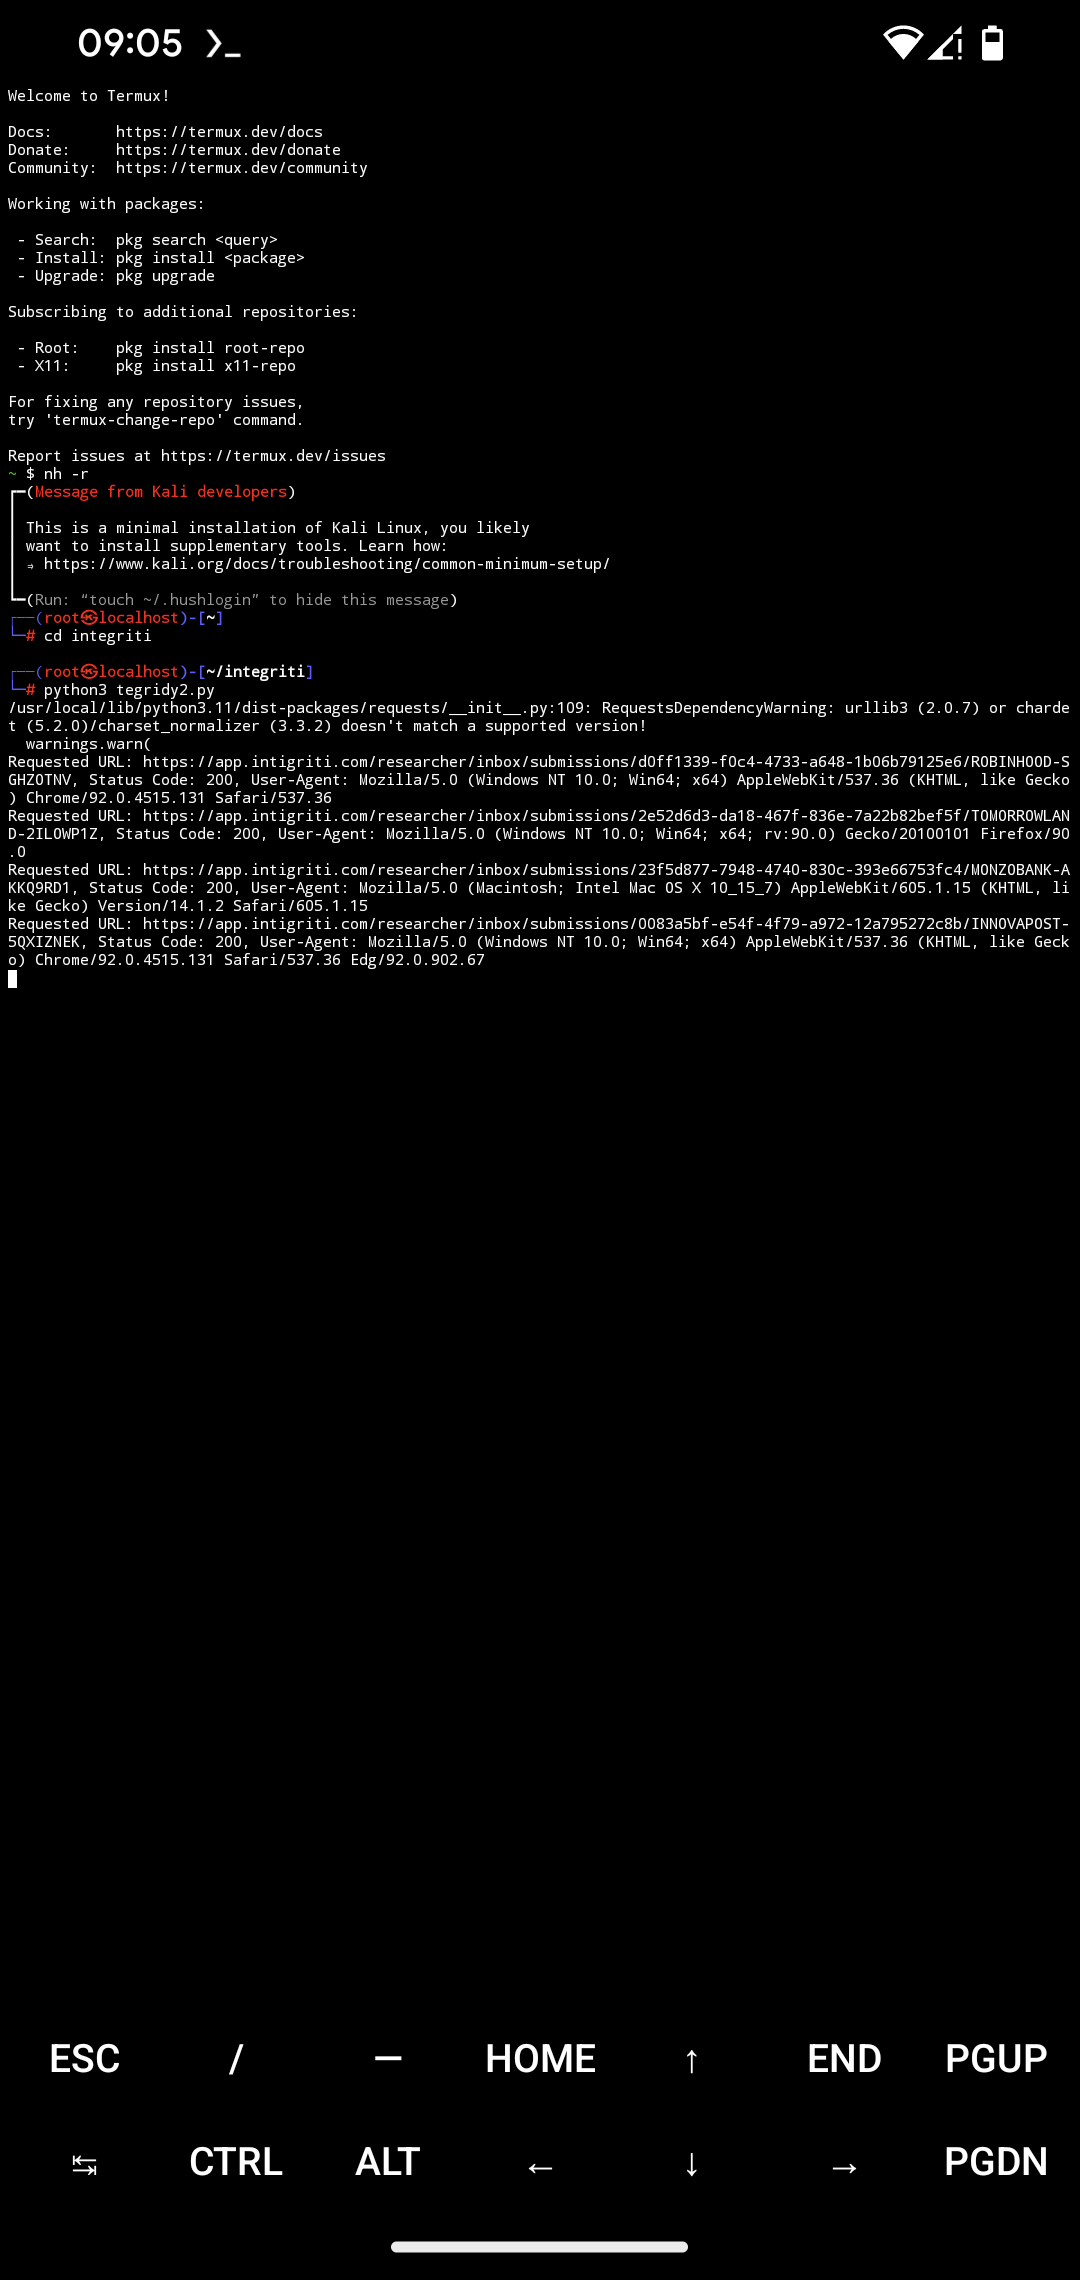 09:05
Welcome to Termux!
Docs:       https://termux.dev/docs
Donate:     https://termux.dev/donate
Community:  https://termux.dev/community
Working with packages:
 - Search:  pkg search <query>
 - Install: pkg install <package>
 - Upgrade: pkg upgrade
Subscribing to additional repositories:
 - Root:    pkg install root-repo
 - X11:     pkg install x11-repo
For fixing any repository issues,
try 'termux-change-repo' command.
Report issues at https://termux.dev/issues
~ $ nh -r
┏━(Message from Kali developers)
┃
┃ This is a minimal installation of Kali Linux, you likely
┃ want to install supplementary tools. Learn how:
┃ ⇒ https://www.kali.org/docs/troubleshooting/common-minimum-setup/
┃
┗━(Run: “touch ~/.hushlogin” to hide this message)
┌──(root㉿localhost)-[~]
└─# cd integriti
┌──(root㉿localhost)-[~/integriti]
└─# python3 tegridy2.py
/usr/local/lib/python3.11/dist-packages/requests/__init__.py:109: RequestsDependencyWarning: urllib3 (2.0.7) or charde
t (5.2.0)/charset_normalizer (3.3.2) doesn't match a supported version!
  warnings.warn(
Requested URL: https://app.intigriti.com/researcher/inbox/submissions/d0ff1339-f0c4-4733-a648-1b06b79125e6/ROBINHOOD-S
GHZOTNV, Status Code: 200, User-Agent: Mozilla/5.0 (Windows NT 10.0; Win64; x64) AppleWebKit/537.36 (KHTML, like Gecko
) Chrome/92.0.4515.131 Safari/537.36
Requested URL: https://app.intigriti.com/researcher/inbox/submissions/2e52d6d3-da18-467f-836e-7a22b82bef5f/TOMORROWLAN
D-2ILOWP1Z, Status Code: 200, User-Agent: Mozilla/5.0 (Windows NT 10.0; Win64; x64; rv:90.0) Gecko/20100101 Firefox/90
.0
Requested URL: https://app.intigriti.com/researcher/inbox/submissions/23f5d877-7948-4740-830c-393e66753fc4/MONZOBANK-A
KKQ9RD1, Status Code: 200, User-Agent: Mozilla/5.0 (Macintosh; Intel Mac OS X 10_15_7) AppleWebKit/605.1.15 (KHTML, li
ke Gecko) Version/14.1.2 Safari/605.1.15
Requested URL: https://app.intigriti.com/researcher/inbox/submissions/0083a5bf-e54f-4f79-a972-12a795272c8b/INNOVAPOST-
5QXIZNEK, Status Code: 200, User-Agent: Mozilla/5.0 (Windows NT 10.0; Win64; x64) AppleWebKit/537.36 (KHTML, like Geck
o) Chrome/92.0.4515.131 Safari/537.36 Edg/92.0.902.67
ESC / — HOME ↑ END PGUP
↹ CTRL ALT ← ↓ → PGDN